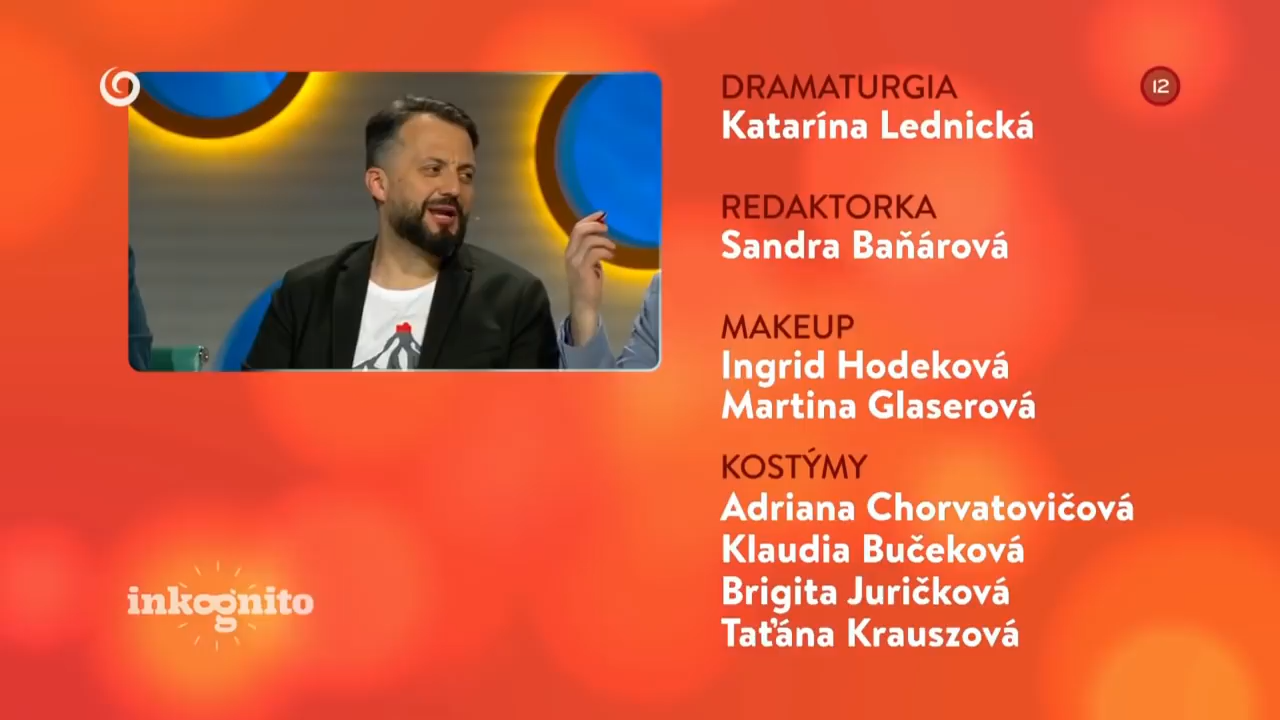 DRAMATURGIA
Katarína Lednická
12
REDAKTORKA
Sandra Baňárová
MAKEUP
Ingrid Hodeková
Martina Glaserová
KOSTÝMY
Adriana Chorvatovičová
Klaudia Bučeková
Brigita Juričková
Taťána Krauszová
inkognito